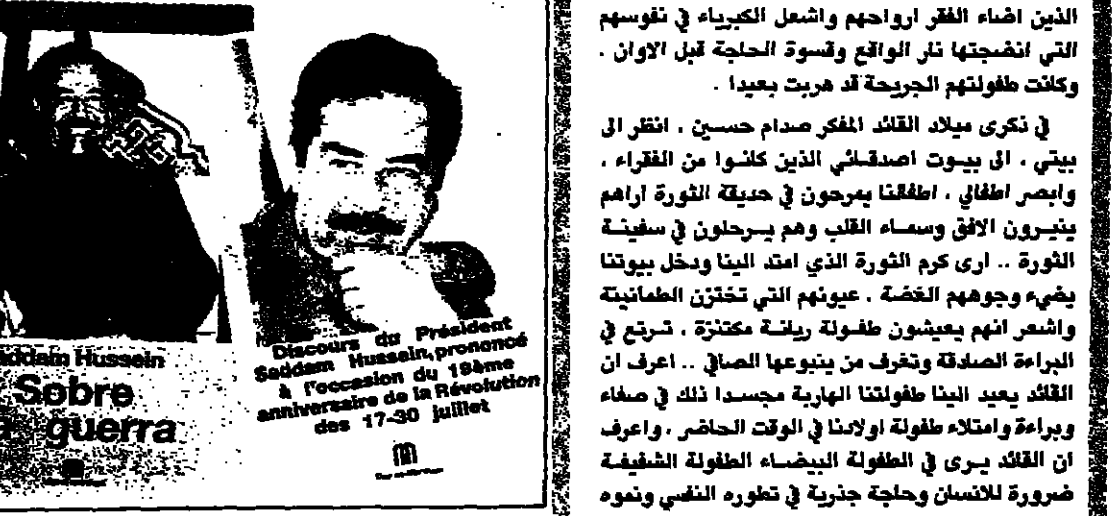 addam Hussein
Sobre
guerra
Discours du Président
Saddam Hussein, prononcé
à l'occasion du 19ème
anniversaire de la Révolution
des 17-30 juillet
الذين اضاء الفقر ارواحهم واشعل الكبرياء في نفوسهم
التي انضجتها نار الواقع وقسوة الحاجة قبل الاوان .
وكانت طفولتهم الجريحة قد هربت بعيدا .
في ذكرى ميلاد القائد المفكر صدام حسين ، انظر الى
بيتي ، الى بيوت اصدقائي الذين كانوا من الفقراء ،
وابصر اطفالي ، اطفالنا يمرحون في حديقة الثورة اراهم
ينيرون الافق وسماء القلب وهم يرحلون في سفينة
الثورة .. ارى كرم الثورة الذي امتد الينا ودخل بيوتنا
يضيء وجوههم الغضة ، عيونهم التي تختزن الطمانينة
واشعر انهم يعيشون طفولة ريانة مكتنزة ، ترتع في
البراءة الصادقة وتغرف من ينبوعها الصافي .. اعرف ان
القائد يعيد الينا طفولتنا الهاربة مجسدا ذلك في صفاء
وبراءة وامتلاء طفولة اولادنا في الوقت الحاضر ، واعرف
ان القائد يرى في الطفولة البيضاء الطفولة الشفيفة
ضرورة للانسان وحاجة جذرية في تطوره النفسي ونموه